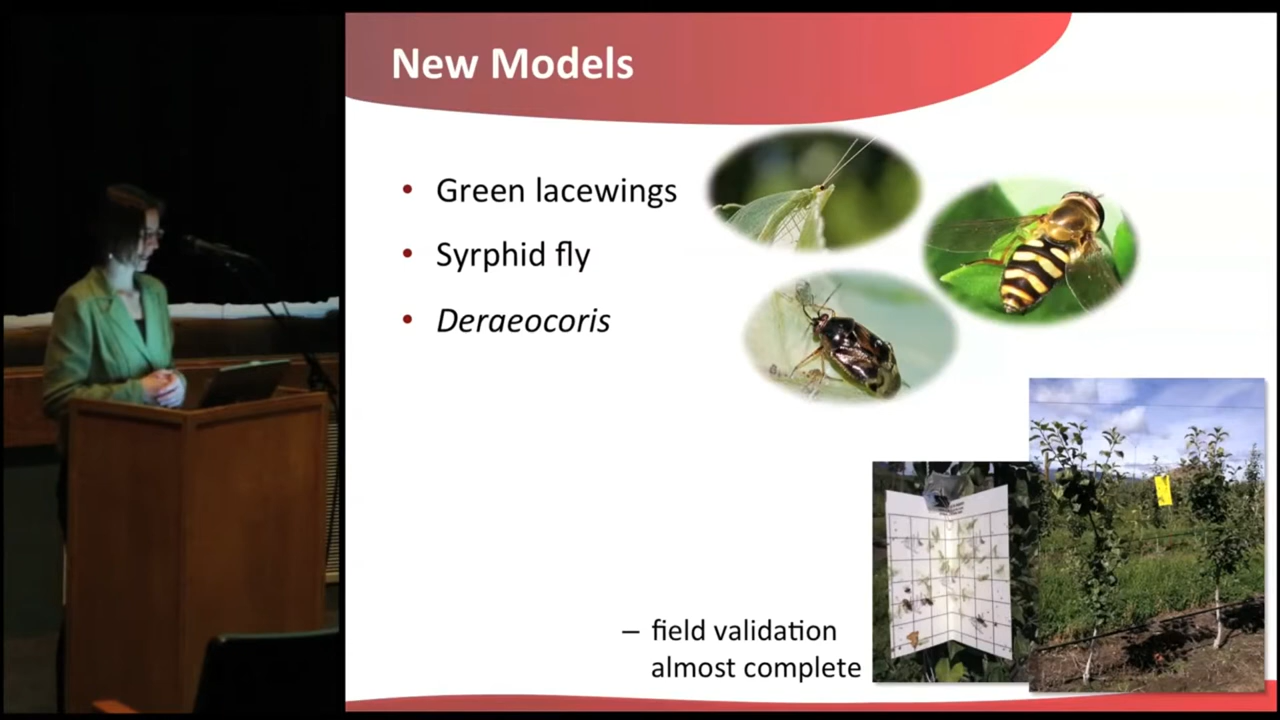 New Models
• Green lacewings
• Syrphid fly
• Deraeocoris
– field validation
almost complete